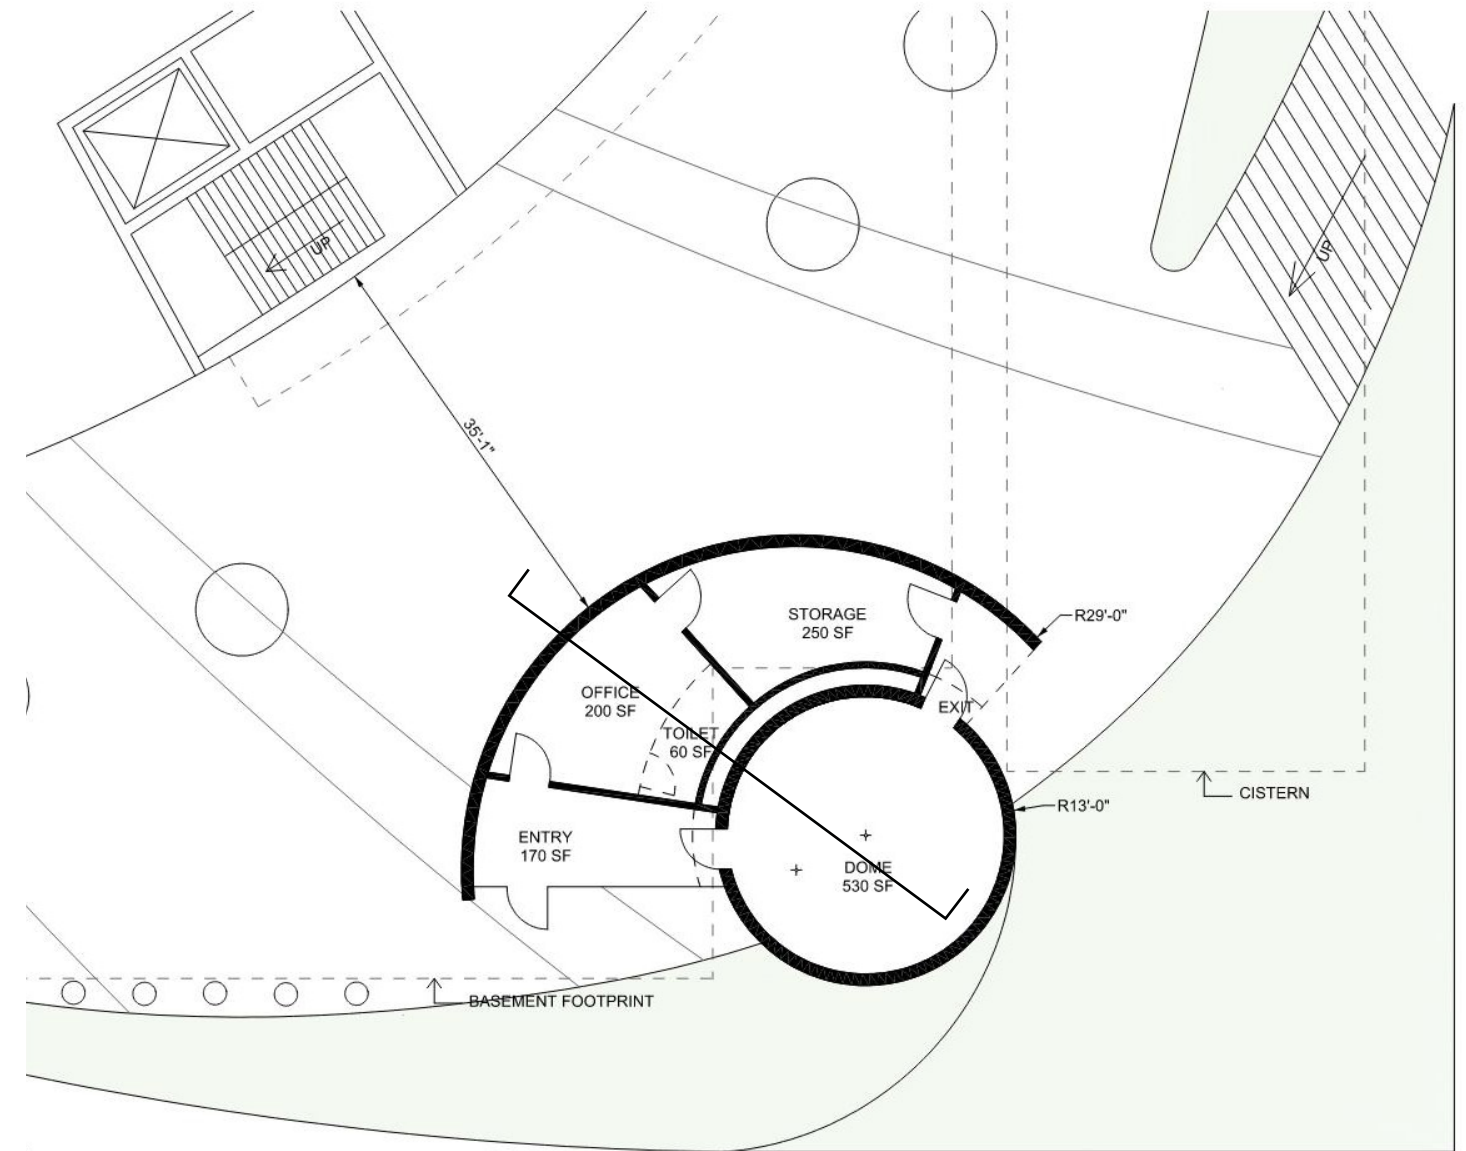 UP
UP
35'-1"
STORAGE
250 SF
R29'-0"
OFFICE
200 SF
EXIT
TOILET
60 SF
CISTERN
R13'-0"
ENTRY
170 SF
DOME
530 SF
BASEMENT FOOTPRINT